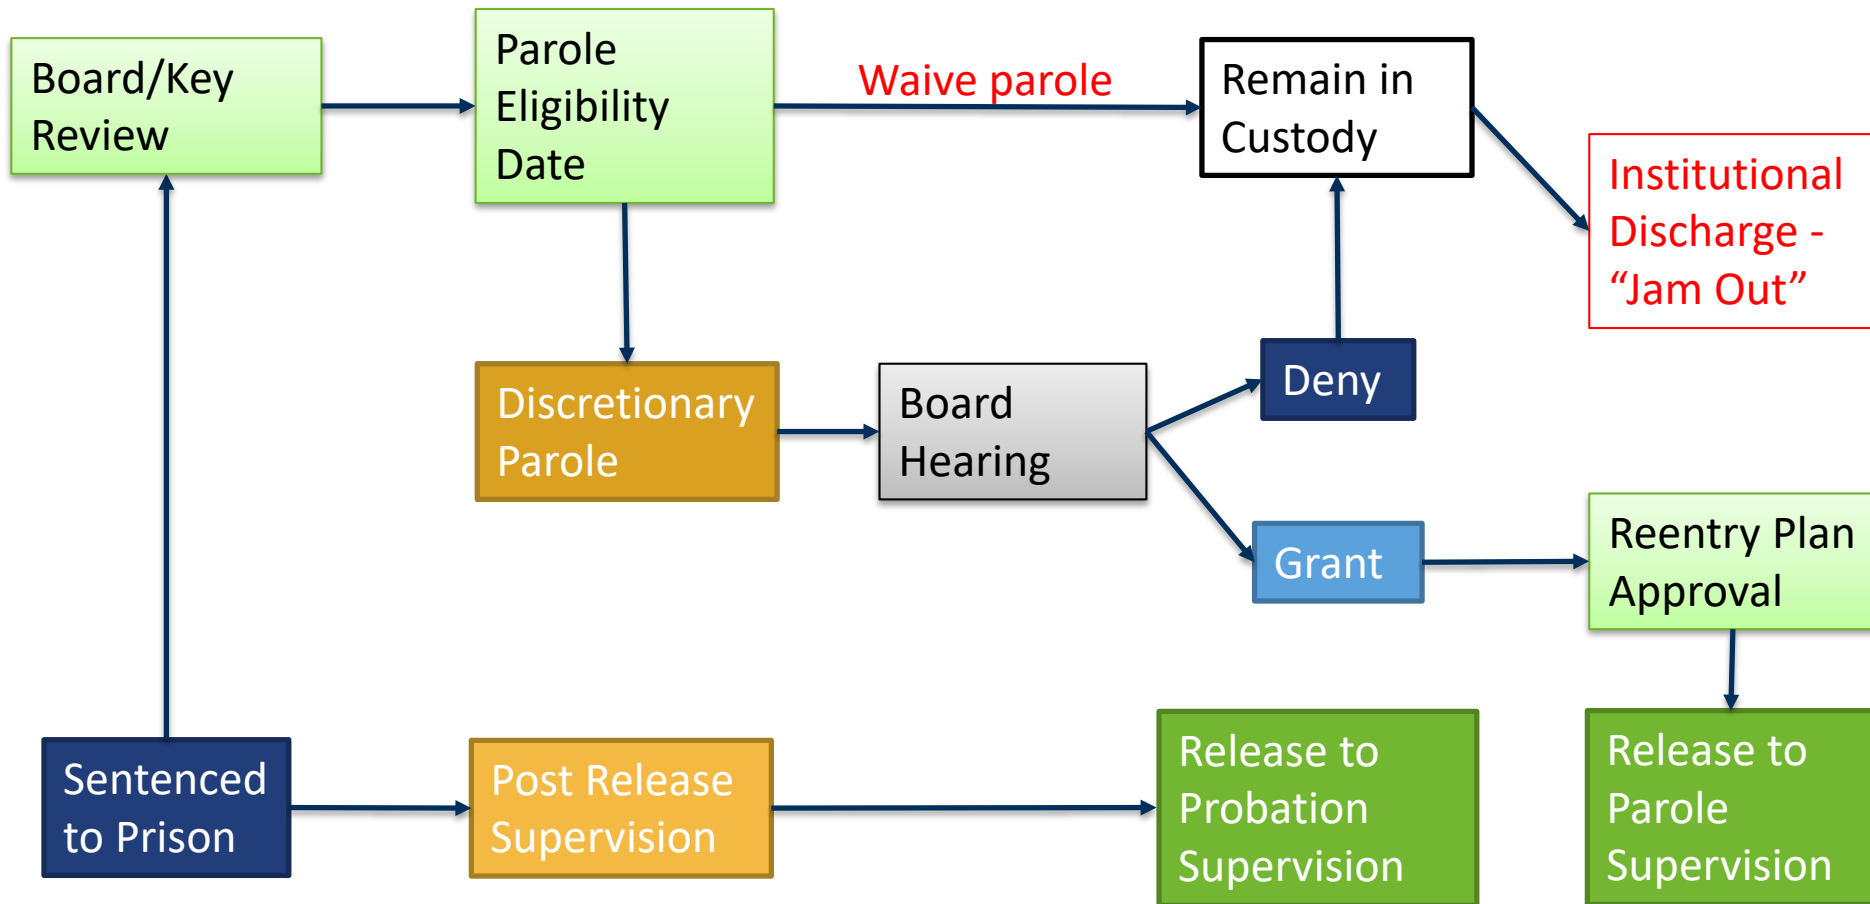 Board/Key
Review
Parole
Eligibility
Date
Waive parole
Remain in
Custody
Institutional
Discharge -
“Jam Out”
Discretionary
Parole
Board
Hearing
Deny
Grant
Reentry Plan
Approval
Sentenced
to Prison
Post Release
Supervision
Release to
Probation
Supervision
Release to
Parole
Supervision